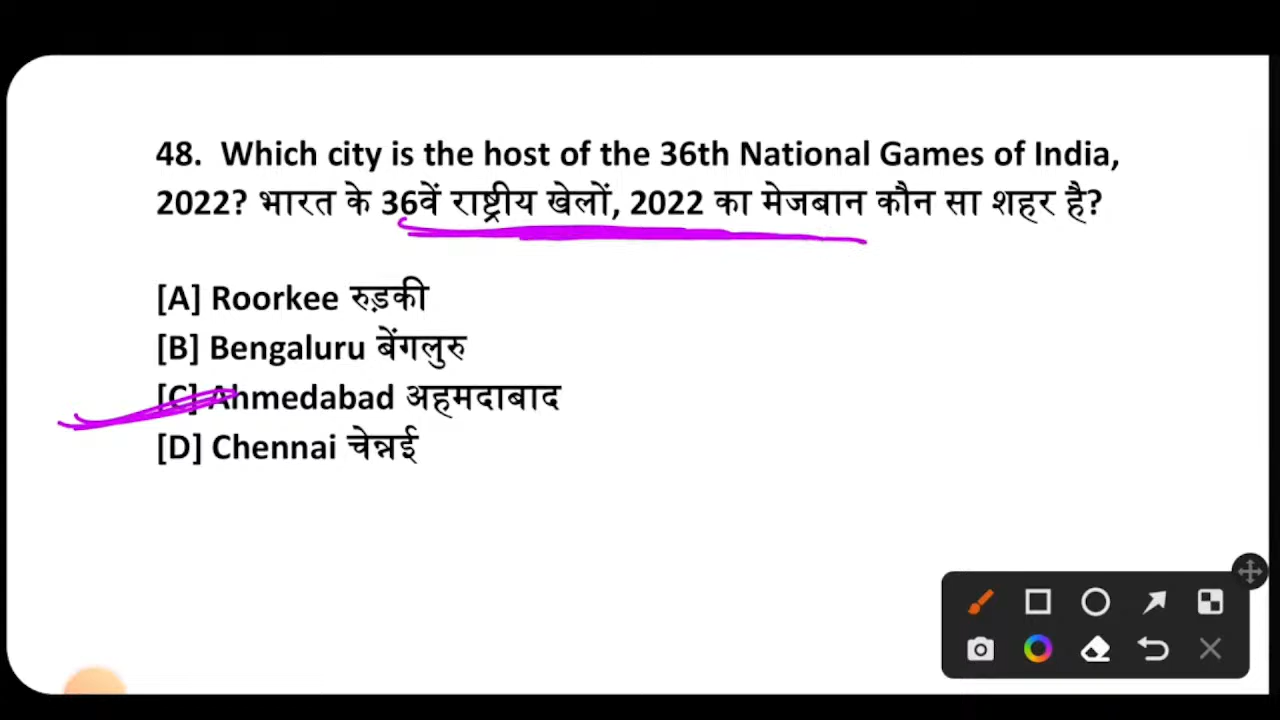 48. Which city is the host of the 36th National Games of India,
2022? भारत के 36वें राष्ट्रीय खेलों, 2022 का मेजबान कौन सा शहर है?
[A] Roorkee रुड़की
[B] Bengaluru बेंगलुरु
[C] Ahmedabad अहमदाबाद
[D] Chennai चेन्नई